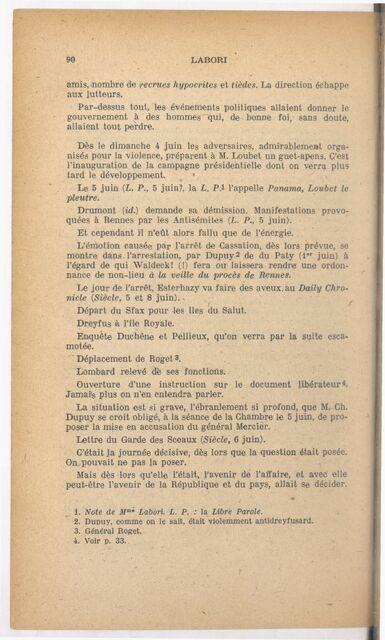 90 LABORI
amis, nombre de recrues hypocrites et tièdes. La direction échappe
aux lutteurs.
Par-dessus tout, les événements politiques allaient donner le
gouvernement à des hommes qui, de bonne foi, sans doute,
allaient tout perdre.
Dès le dimanche 4 juin les adversaires, admirablement orga-
nisés pour la violence, préparent à M. Loubet un guet-apens. C'est
l'inauguration de la campagne présidentielle dont on verra plus
tard le développement.
Le 5 juin (L. P., 5 juin), la L. P.1 l'appelle Panama, Loubet le
pleutre.
Drumont (id.) demande sa démission. Manifestations provo-
quées à Rennes par les Antisémites (L. P., 5 juin).
Et cependant il n'eût alors fallu que de l'énergie.
L'émotion causée par l'arrêt de Cassation, dès lors prévue, se
montre dans l'arrestation, par Dupuy2 de du Paty (1er juin) à
l'égard de qui Waldeck! (!) fera ou laissera rendre une ordon-
nance de non-lieu à la veille du procès de Rennes.
Le jour de l'arrêt, Esterhazy va faire des aveux au Daily Chro-
nicle (Siècle, 5 et 8 juin).
Départ du Sfax pour les Iles du Salut.
Dreyfus à l'île Royale.
Enquête Duchêne et Pellieux, qu'on verra par la suite esca-
motée.
Déplacement de Roget3.
Lombard relevé de ses fonctions.
Ouverture d'une instruction sur le document libérateur4.
Jamais plus on n'en entendra parler.
La situation est si grave, l'ébranlement si profond, que M. Ch.
Dupuy se croit obligé, à la séance de la Chambre le 5 juin, de pro-
poser la mise en accusation du général Mercier.
Lettre du Garde des Sceaux (Siècle, 6 juin).
C'était la journée décisive, dès lors que la question était posée.
On pouvait ne pas la poser.
Mais dès lors qu'elle l'était, l'avenir de l'affaire, et avec elle
peut-être l'avenir de la République et du pays, allait se décider.
1. Note de Mme Labori. L. P. : la Libre Parole.
2. Dupuy, comme on le sait, était violemment antidreyfusard.
3. Général Roget.
4. Voir p. 33.